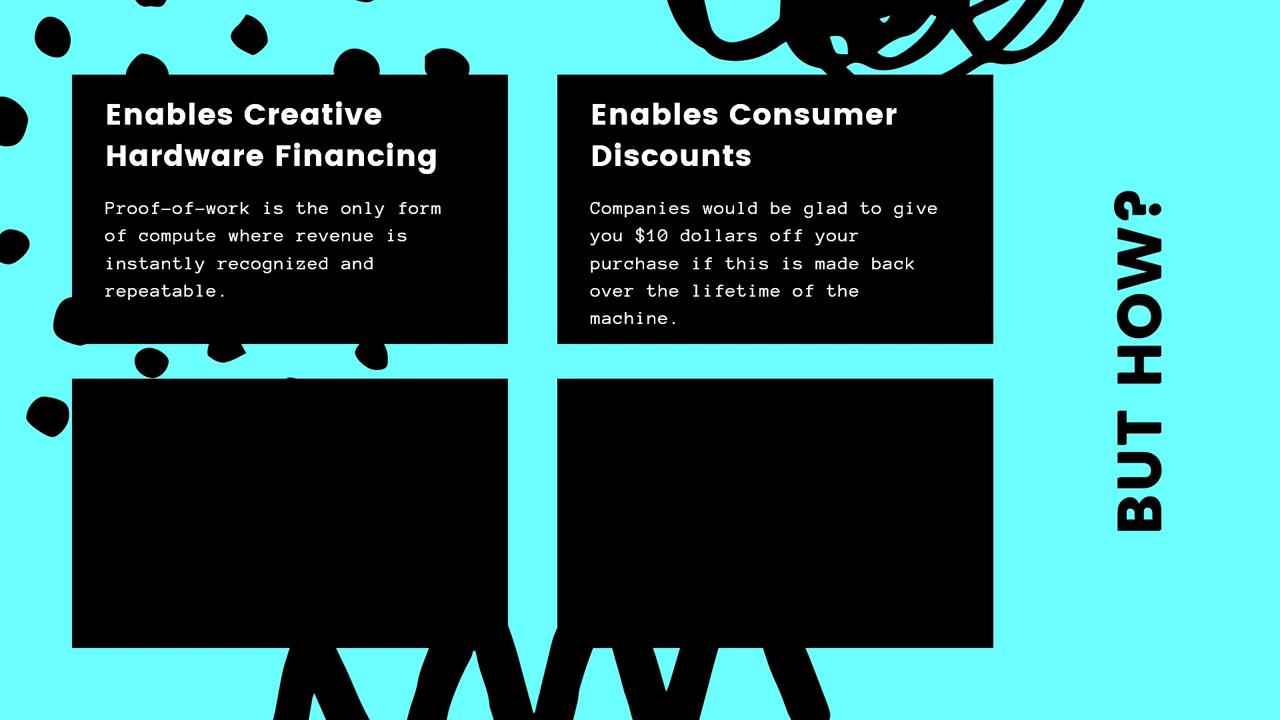 Enables Creative
Hardware Financing
Proof-of-work is the only form
of compute where revenue is
instantly recognized and
repeatable.
Enables Consumer
Discounts
Companies would be glad to give
you $10 dollars off your
purchase if this is made back
over the lifetime of the
machine.
BUT HOW?